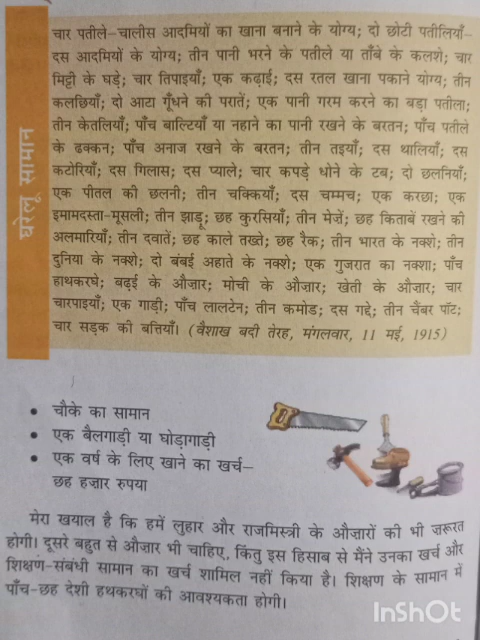 चार पतीले–चालीस आदमियों का खाना बनाने के योग्य; दो छोटी पतीलियाँ–
दस आदमियों के योग्य; तीन पानी भरने के पतीले या ताँबे के कलशे; चार
मिट्टी के घड़े; चार तिपाइयाँ; एक कढ़ाई; दस रतल खाना पकाने योग्य; तीन
कलछियाँ; दो आटा गूँधने की परातें; एक पानी गरम करने का बड़ा पतीला;
तीन केतलियाँ; पाँच बाल्टियाँ या नहाने का पानी रखने के बरतन; पाँच पतीले
के ढक्कन; पाँच अनाज रखने के बरतन; तीन तइयाँ; दस थालियाँ; दस
कटोरियाँ; दस गिलास; दस प्याले; चार कपड़े धोने के टब; दो छलनियाँ;
एक पीतल की छलनी; तीन चक्कियाँ; दस चम्मच; एक करछा; एक
इमामदस्ता-मूसली; तीन झाड़ू; छह कुरसियाँ; तीन मेज़ें; छह किताबें रखने की
अलमारियाँ; तीन दवातें; छह काले तख्ते; छह रैक; तीन भारत के नक्शे; तीन
दुनिया के नक्शे; दो बंबई अहाते के नक्शे; एक गुजरात का नक्शा; पाँच
हाथकरघे; बढ़ई के औज़ार; मोची के औज़ार; खेती के औज़ार; चार
चारपाइयाँ; एक गाड़ी; पाँच लालटेन; तीन कमोड; दस गद्दे; तीन चैंबर पॉट;
चार सड़क की बत्तियाँ। (वैशाख बदी तेरह, मंगलवार, 11 मई, 1915)
घरेलू सामान
• चौके का सामान
• एक बैलगाड़ी या घोड़ागाड़ी
• एक वर्ष के लिए खाने का खर्च–
छह हज़ार रुपया
मेरा खयाल है कि हमें लुहार और राजमिस्त्री के औज़ारों की भी ज़रूरत
होगी। दूसरे बहुत से औज़ार भी चाहिए, किंतु इस हिसाब से मैंने उनका खर्च और
शिक्षण-संबंधी सामान का खर्च शामिल नहीं किया है। शिक्षण के सामान में
पाँच-छह देशी हथकरघों की आवश्यकता होगी।
InShOt